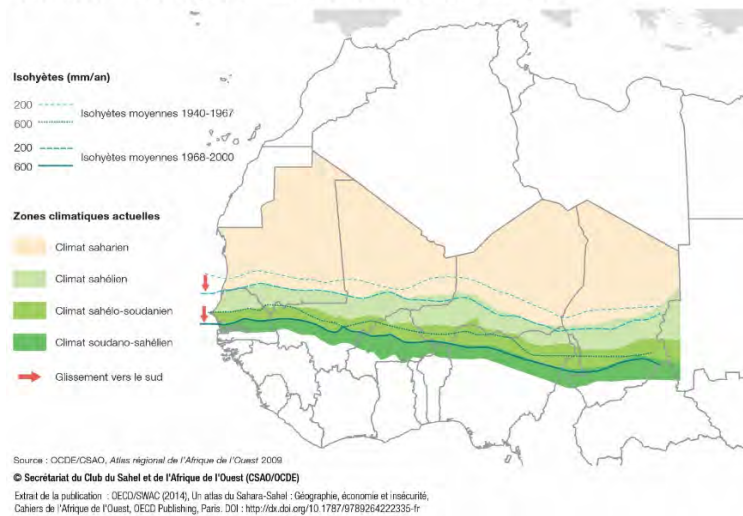 Isohyètes (mm/an)
200
600
Isohyètes moyennes 1940-1967
200
600
Isohyètes moyennes 1968-2000
Zones climatiques actuelles
Climat saharien
Climat sahélien
Climat sahélo-soudanien
Climat soudano-sahélien
Glissement vers le sud
Source : OCDE/CSAO, Atlas régional de l'Afrique de l'Ouest 2009
© Secrétariat du Club du Sahel et de l'Afrique de l'Ouest (CSAO/OCDE)
Extrait de la publication : OECD/SWAC (2014), Un atlas du Sahara-Sahel : Géographie, économie et insécurité,
Cahiers de l'Afrique de l'Ouest, OECD Publishing, Paris. DOI : http://dx.doi.org/10.1787/9789264222335-fr